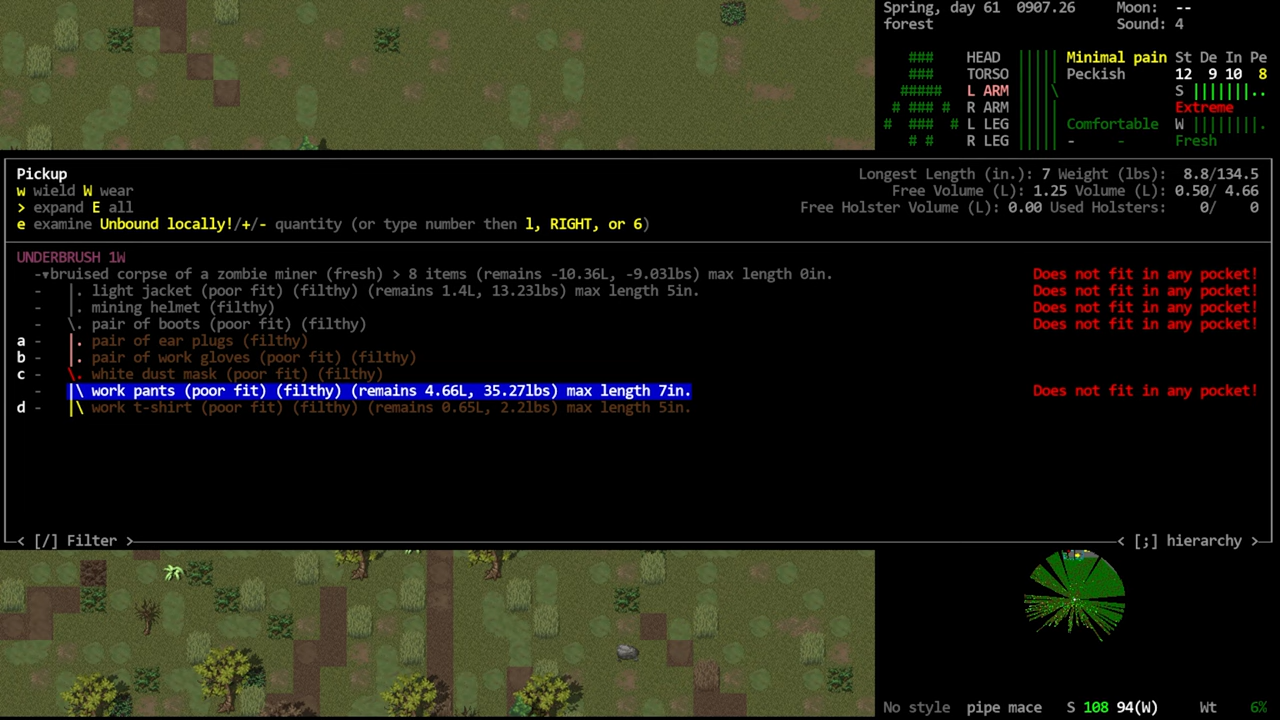 Spring, day 61 0907.26 Moon: --
forest Sound: 4
### HEAD ||||| Minimal pain St De In Pe
### TORSO ||||| Peckish 12 9 10 8
##### L ARM ||||\ S |||||||..
# ### # R ARM ||||| Extreme
# ### # L LEG ||||| Comfortable W ||||||||.
# # R LEG ||||| - - Fresh
Pickup
w wield W wear
> expand E all
e examine Unbound locally!/+/- quantity (or type number then l, RIGHT, or 6)
Longest Length (in.): 7 Weight (lbs): 8.8/134.5
Free Volume (L): 1.25 Volume (L): 0.50/ 4.66
Free Holster Volume (L): 0.00 Used Holsters: 0/ 0
UNDERBRUSH 1W
-▾bruised corpse of a zombie miner (fresh) > 8 items (remains -10.36L, -9.03lbs) max length 0in. Does not fit in any pocket!
- |. light jacket (poor fit) (filthy) (remains 1.4L, 13.23lbs) max length 5in. Does not fit in any pocket!
- |. mining helmet (filthy) Does not fit in any pocket!
- \. pair of boots (poor fit) (filthy) Does not fit in any pocket!
a - |. pair of ear plugs (filthy)
b - |. pair of work gloves (poor fit) (filthy)
c - \. white dust mask (poor fit) (filthy)
- |\ work pants (poor fit) (filthy) (remains 4.66L, 35.27lbs) max length 7in. Does not fit in any pocket!
d - |\ work t-shirt (poor fit) (filthy) (remains 0.65L, 2.2lbs) max length 5in.
< [/] Filter > < [;] hierarchy >
No style pipe mace S 108 94(W) Wt 6%